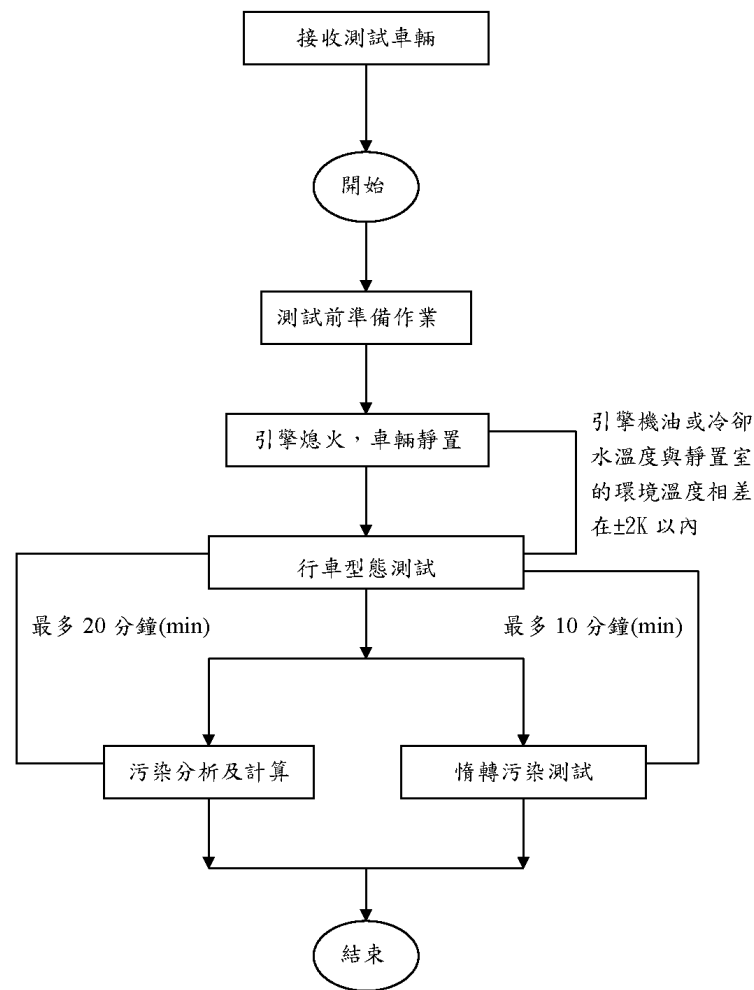 接收測試車輛
開始
測試前準備作業
引擎熄火，車輛靜置
引擎機油或冷卻
水溫度與靜置室
的環境溫度相差
在±2K 以內
行車型態測試
最多 20 分鐘(min)
最多 10 分鐘(min)
污染分析及計算
惰轉污染測試
結束